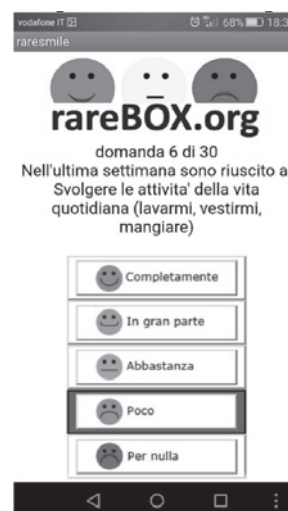 vodafone IT 68% 18:3
raresmile
rareBOX.org
domanda 6 di 30
Nell'ultima settimana sono riuscito a
Svolgere le attivita' della vita
quotidiana (lavarmi, vestirmi,
mangiare)
Completamente
In gran parte
Abbastanza
Poco
Per nulla